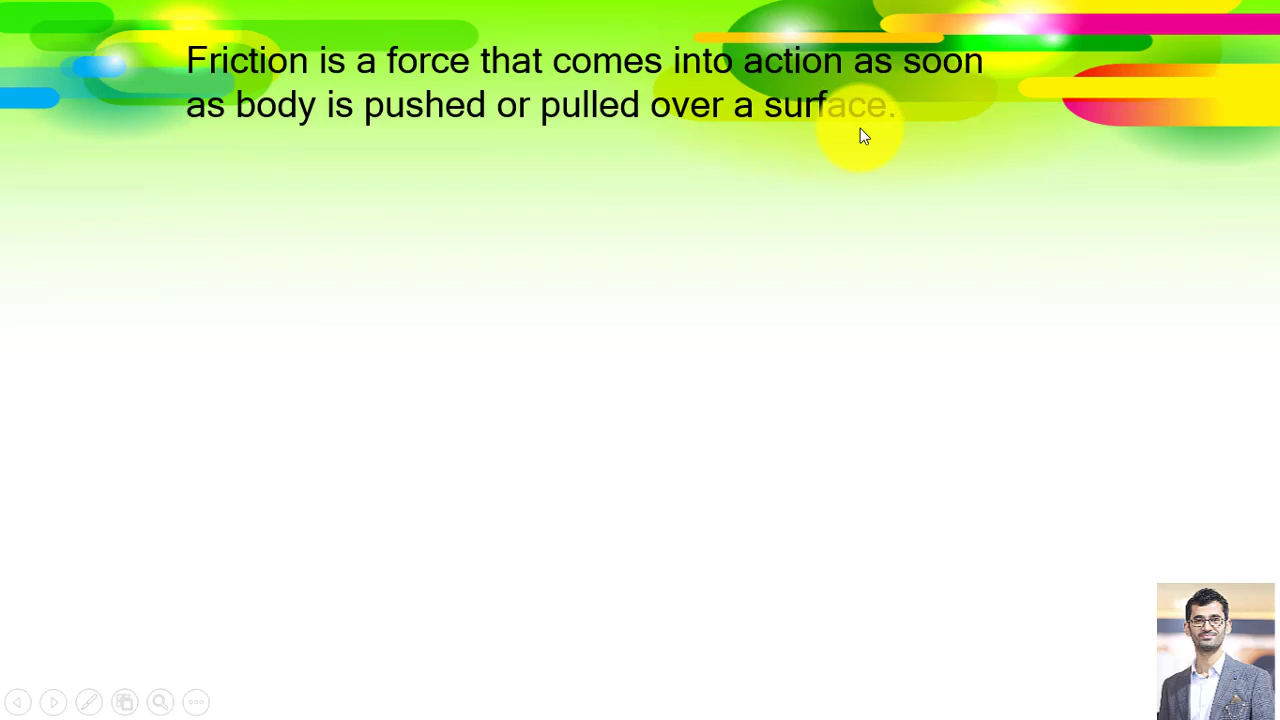 Friction is a force that comes into action as soon
as body is pushed or pulled over a surface.